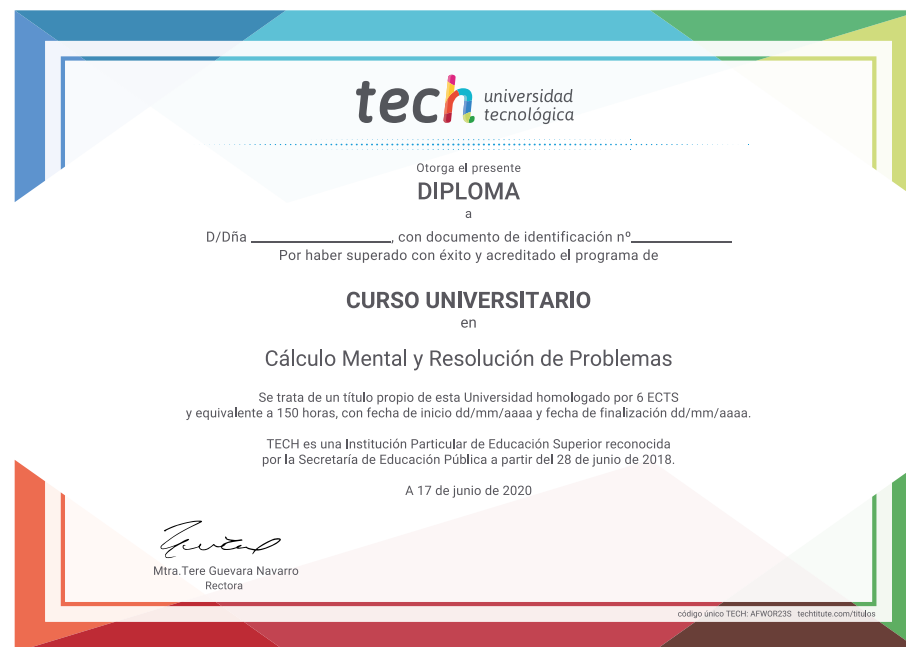 tech universidad
tecnológica
Otorga el presente
DIPLOMA
a
D/Dña ____________________, con documento de identificación nº______________
Por haber superado con éxito y acreditado el programa de
CURSO UNIVERSITARIO
en
Cálculo Mental y Resolución de Problemas
Se trata de un título propio de esta Universidad homologado por 6 ECTS
y equivalente a 150 horas, con fecha de inicio dd/mm/aaaa y fecha de finalización dd/mm/aaaa.
TECH es una Institución Particular de Educación Superior reconocida
por la Secretaría de Educación Pública a partir del 28 de junio de 2018.
A 17 de junio de 2020
Mtra.Tere Guevara Navarro
Rectora
código único TECH: AFWOR23S techtitute.com/titulos